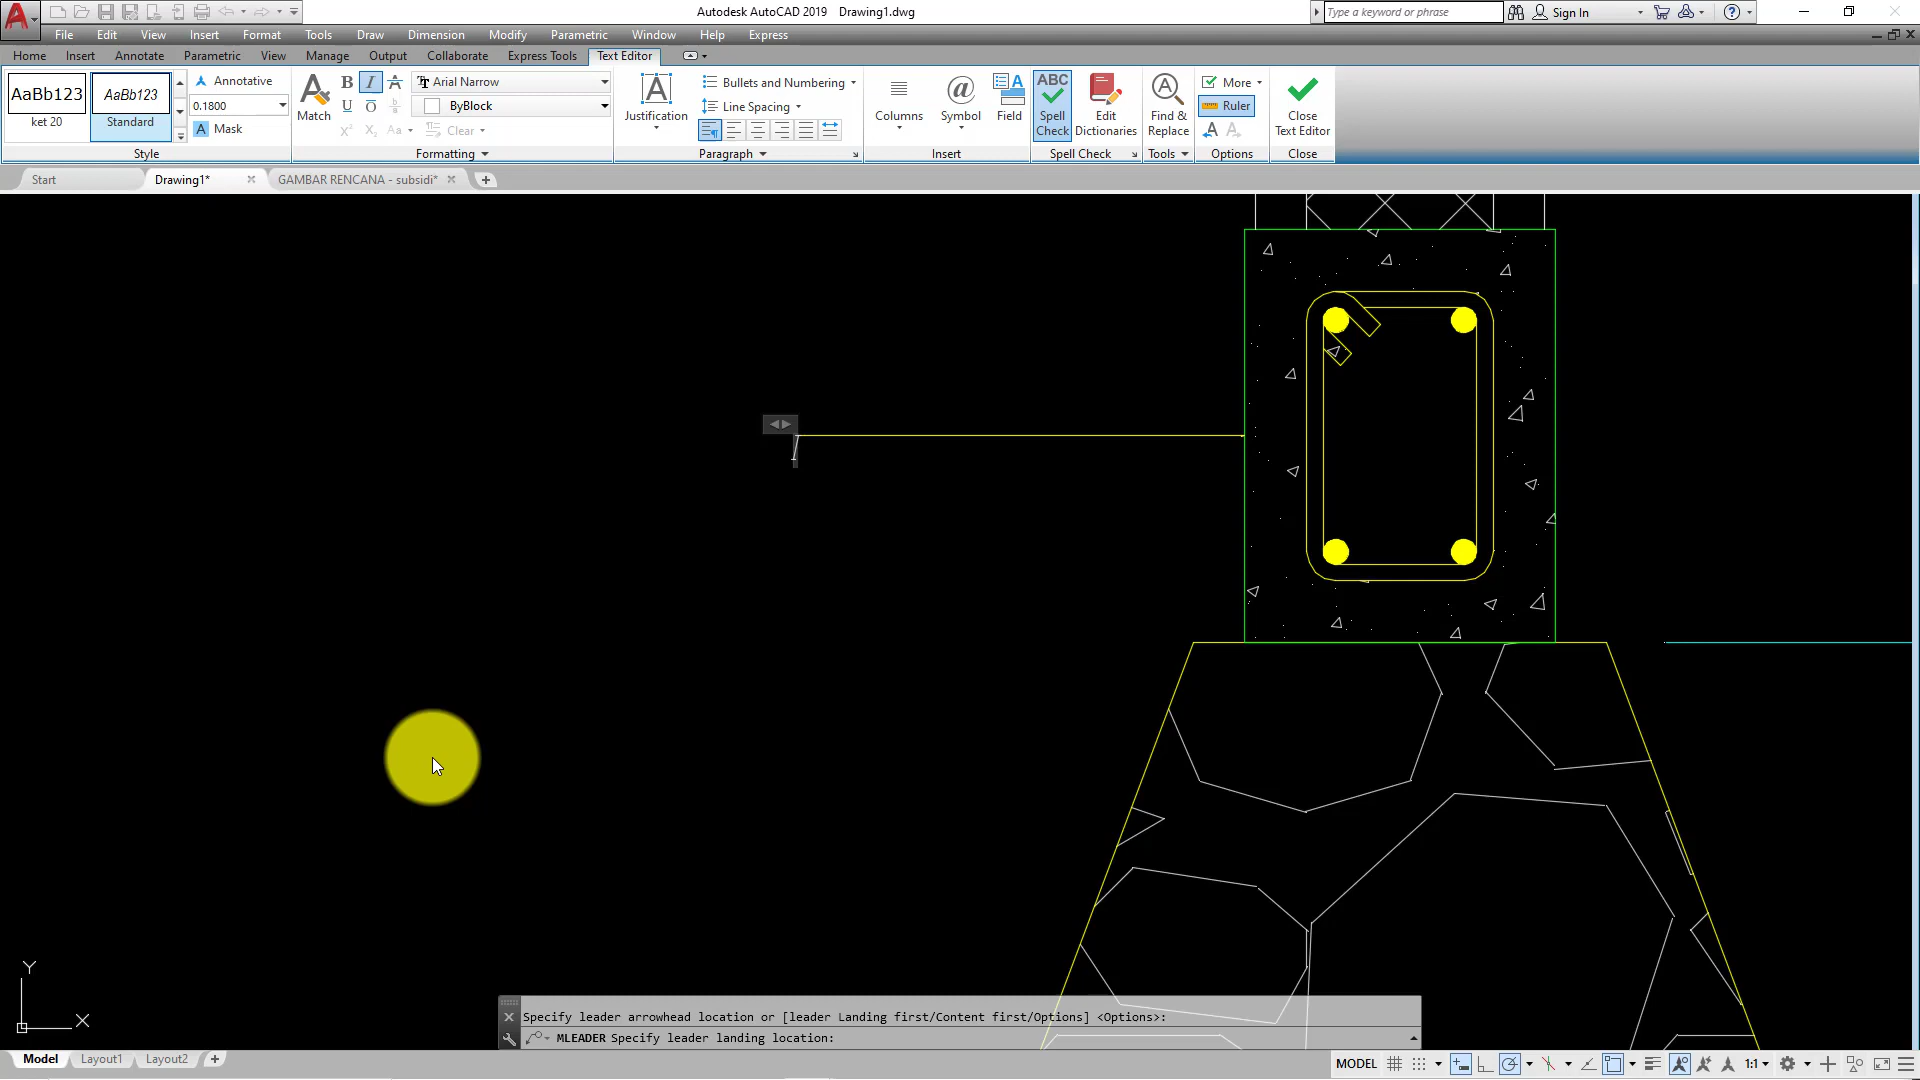 Autodesk AutoCAD 2019 Drawing1.dwg
Type a keyword or phrase
Sign In
File Edit View Insert Format Tools Draw Dimension Modify Parametric Window Help Express
Home Insert Annotate Parametric View Manage Output Collaborate Express Tools Text Editor
AaBb123
ket 20
AaBb123
Standard
Annotative
0.1800
Mask
Style
Match
B I A
U O
Arial Narrow
ByBlock
Aa
Clear
Formatting
Justification
Bullets and Numbering
Line Spacing
Paragraph
Columns
Symbol
Field
Insert
ABC
Spell
Check
Edit
Dictionaries
Spell Check
Find &
Replace
Tools
More
Ruler
Options
Close
Text Editor
Close
Start
Drawing1*
GAMBAR RENCANA - subsidi*
Y
X
Specify leader arrowhead location or [leader Landing first/Content first/Options] <Options>:
MLEADER Specify leader landing location:
Model Layout1 Layout2
MODEL
1:1